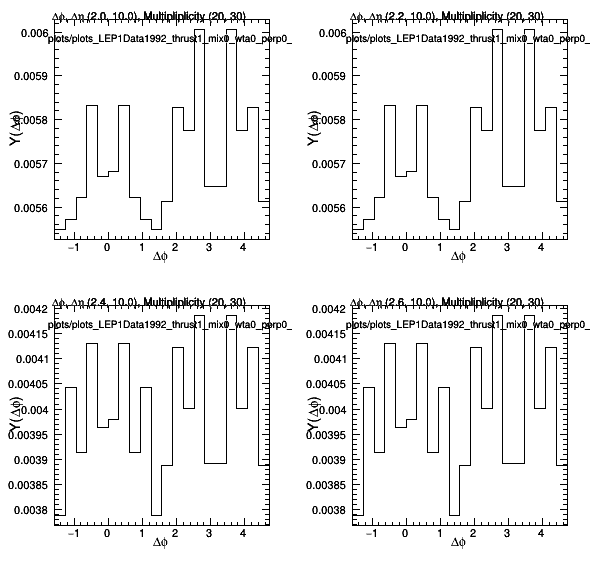 Δϕ, Δη (2.0, 10.0), Multipliplicity (20, 30)
plots/plots_LEP1Data1992_thrust1_mix0_wta0_perp0_
0.006
0.0059
0.0058
0.0057
0.0056
Y(Δϕ)
−1 0 1 2 3 4
Δϕ
Δϕ, Δη (2.2, 10.0), Multipliplicity (20, 30)
plots/plots_LEP1Data1992_thrust1_mix0_wta0_perp0_
0.006
0.0059
0.0058
0.0057
0.0056
Y(Δϕ)
−1 0 1 2 3 4
Δϕ
Δϕ, Δη (2.4, 10.0), Multipliplicity (20, 30)
plots/plots_LEP1Data1992_thrust1_mix0_wta0_perp0_
0.0042
0.00415
0.0041
0.00405
0.004
0.00395
0.0039
0.00385
0.0038
Y(Δϕ)
−1 0 1 2 3 4
Δϕ
Δϕ, Δη (2.6, 10.0), Multipliplicity (20, 30)
plots/plots_LEP1Data1992_thrust1_mix0_wta0_perp0_
0.0042
0.00415
0.0041
0.00405
0.004
0.00395
0.0039
0.00385
0.0038
Y(Δϕ)
−1 0 1 2 3 4
Δϕ